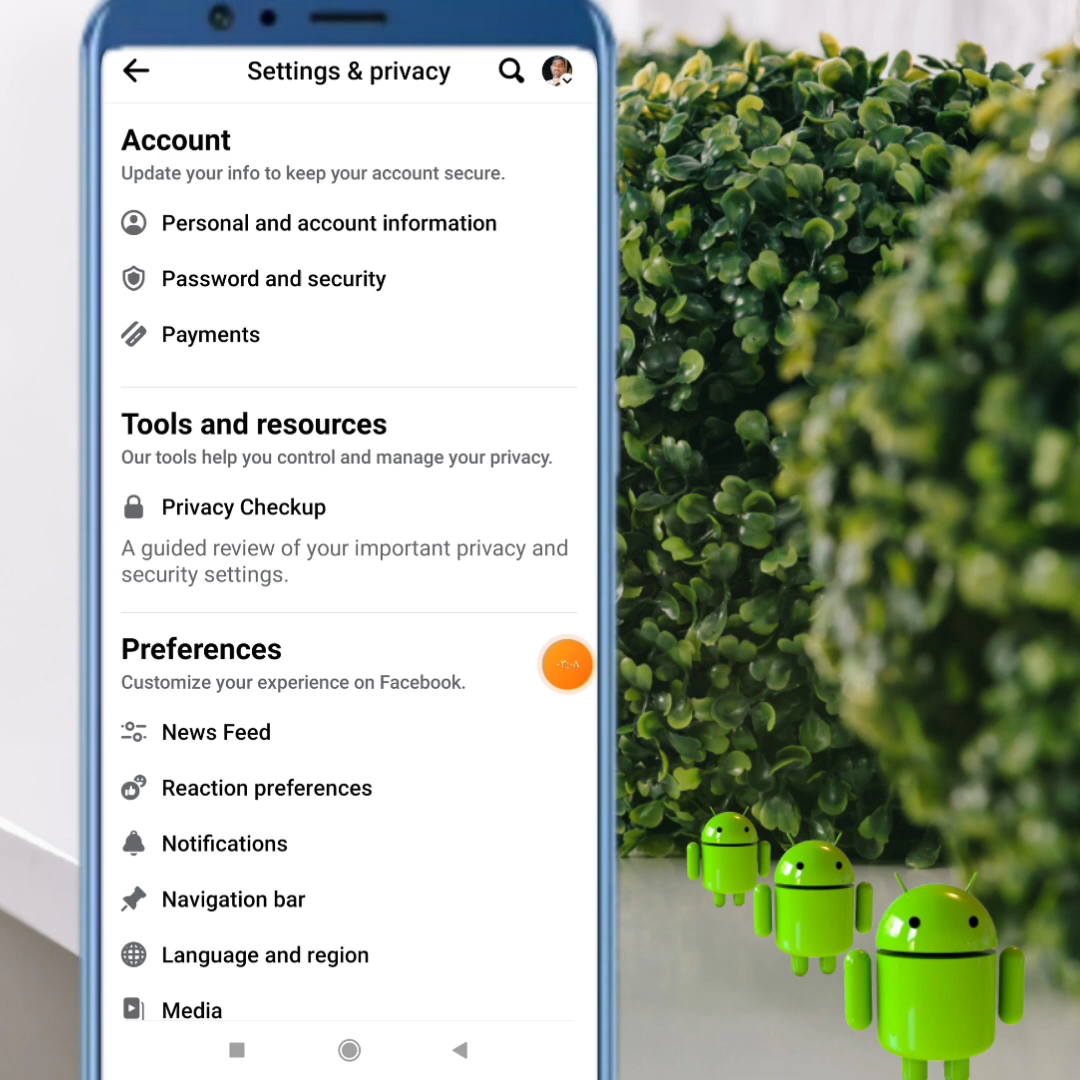 Settings & privacy
Account
Update your info to keep your account secure.
Personal and account information
Password and security
Payments
Tools and resources
Our tools help you control and manage your privacy.
Privacy Checkup
A guided review of your important privacy and
security settings.
Preferences
Customize your experience on Facebook.
News Feed
Reaction preferences
Notifications
Navigation bar
Language and region
Media